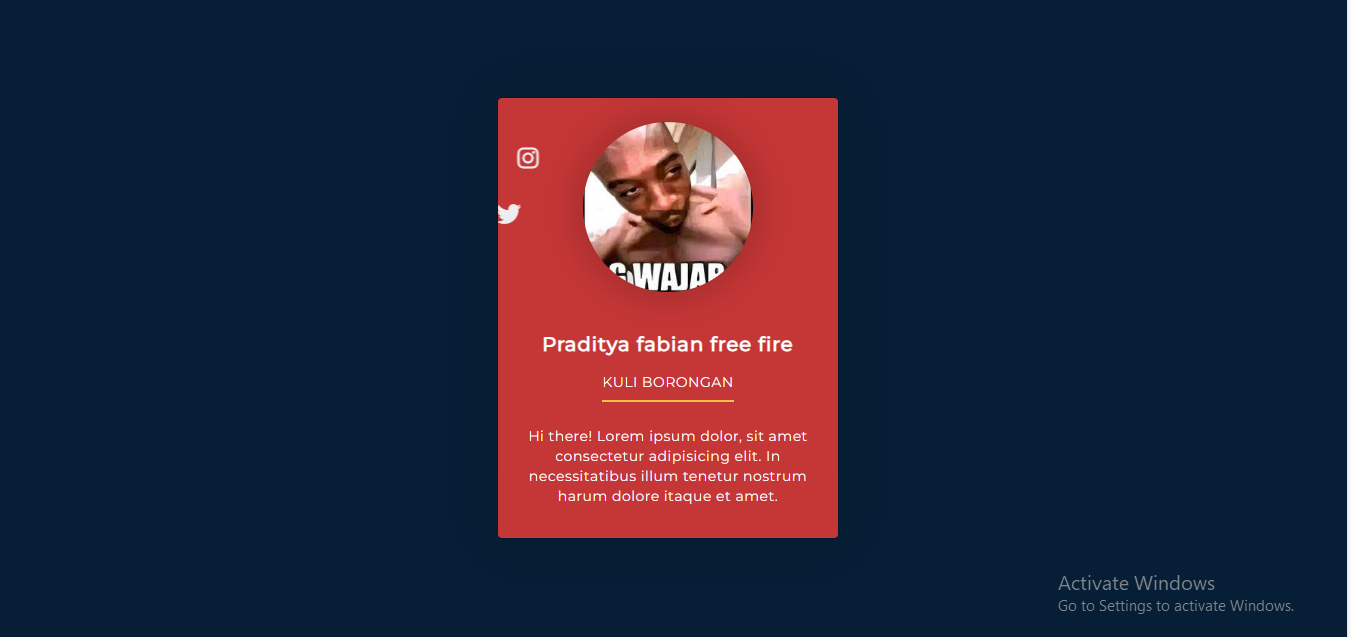 G WAJAR
Praditya fabian free fire
KULI BORONGAN
Hi there! Lorem ipsum dolor, sit amet
consectetur adipisicing elit. In
necessitatibus illum tenetur nostrum
harum dolore itaque et amet.
Activate Windows
Go to Settings to activate Windows.